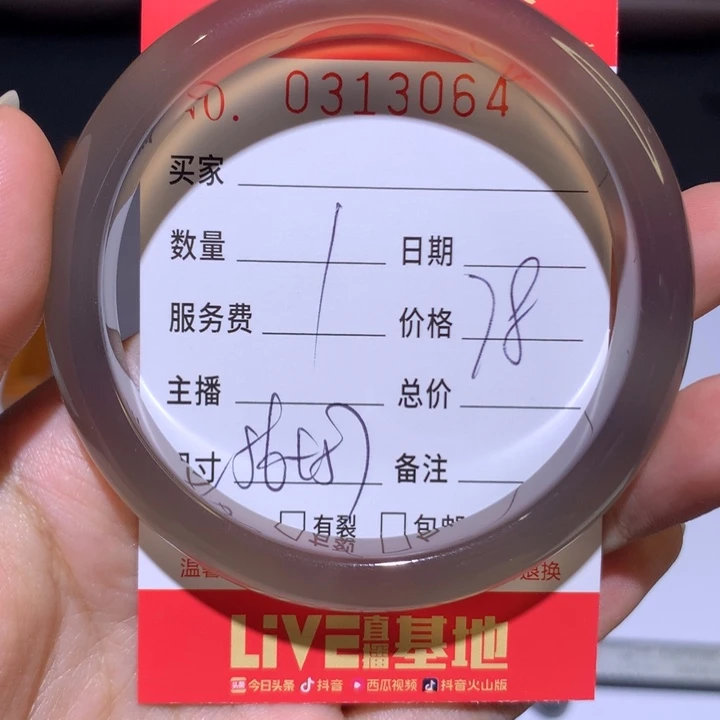 NO. 0313064
买家
数量 1 日期
服务费 价格 78
主播 总价
尺寸 备注
有裂 包邮
温 退换
LIVE直播基地
今日头条 抖音 西瓜视频 抖音火山版